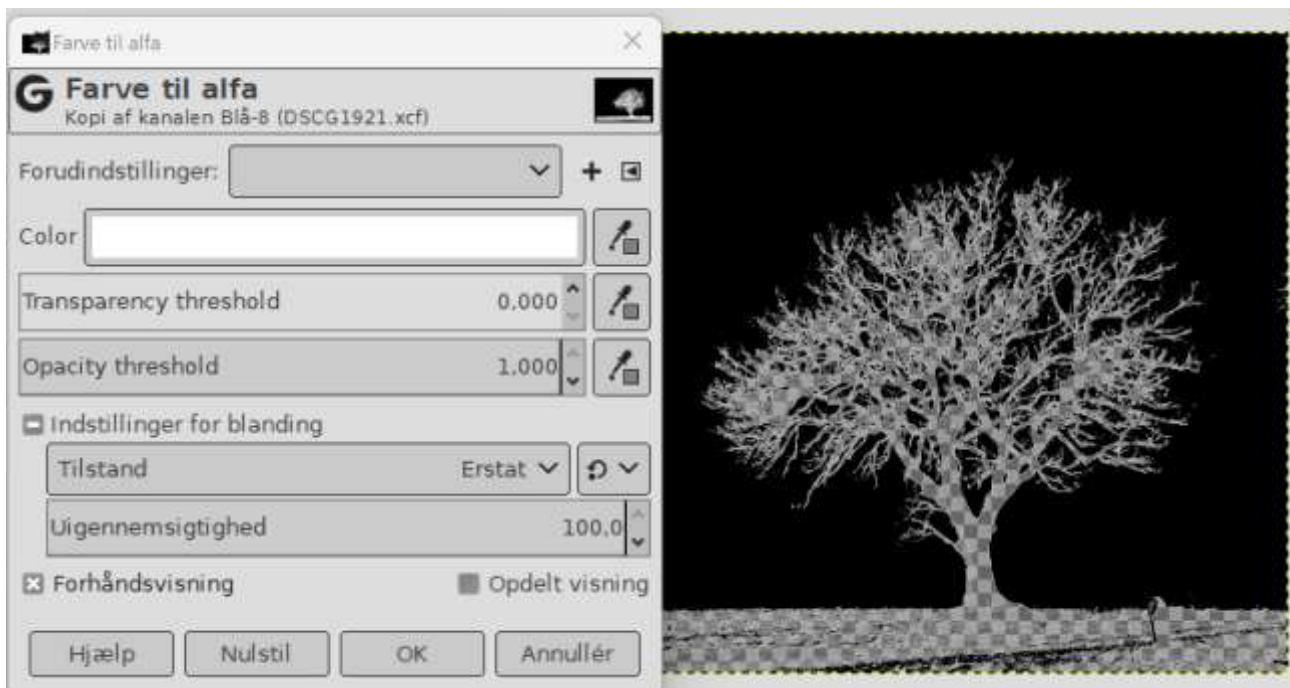 Farve til alfa
Farve til alfa
Kopi af kanalen Blå-8 (DSCG1921.xcf)
Forudindstillinger:
Color
Transparency threshold 0,000
Opacity threshold 1,000
Indstillinger for blanding
Tilstand Erstat
Uigennemsigtighed 100,0
Forhåndsvisning Opdelt visning
Hjælp Nulstil OK Annullér